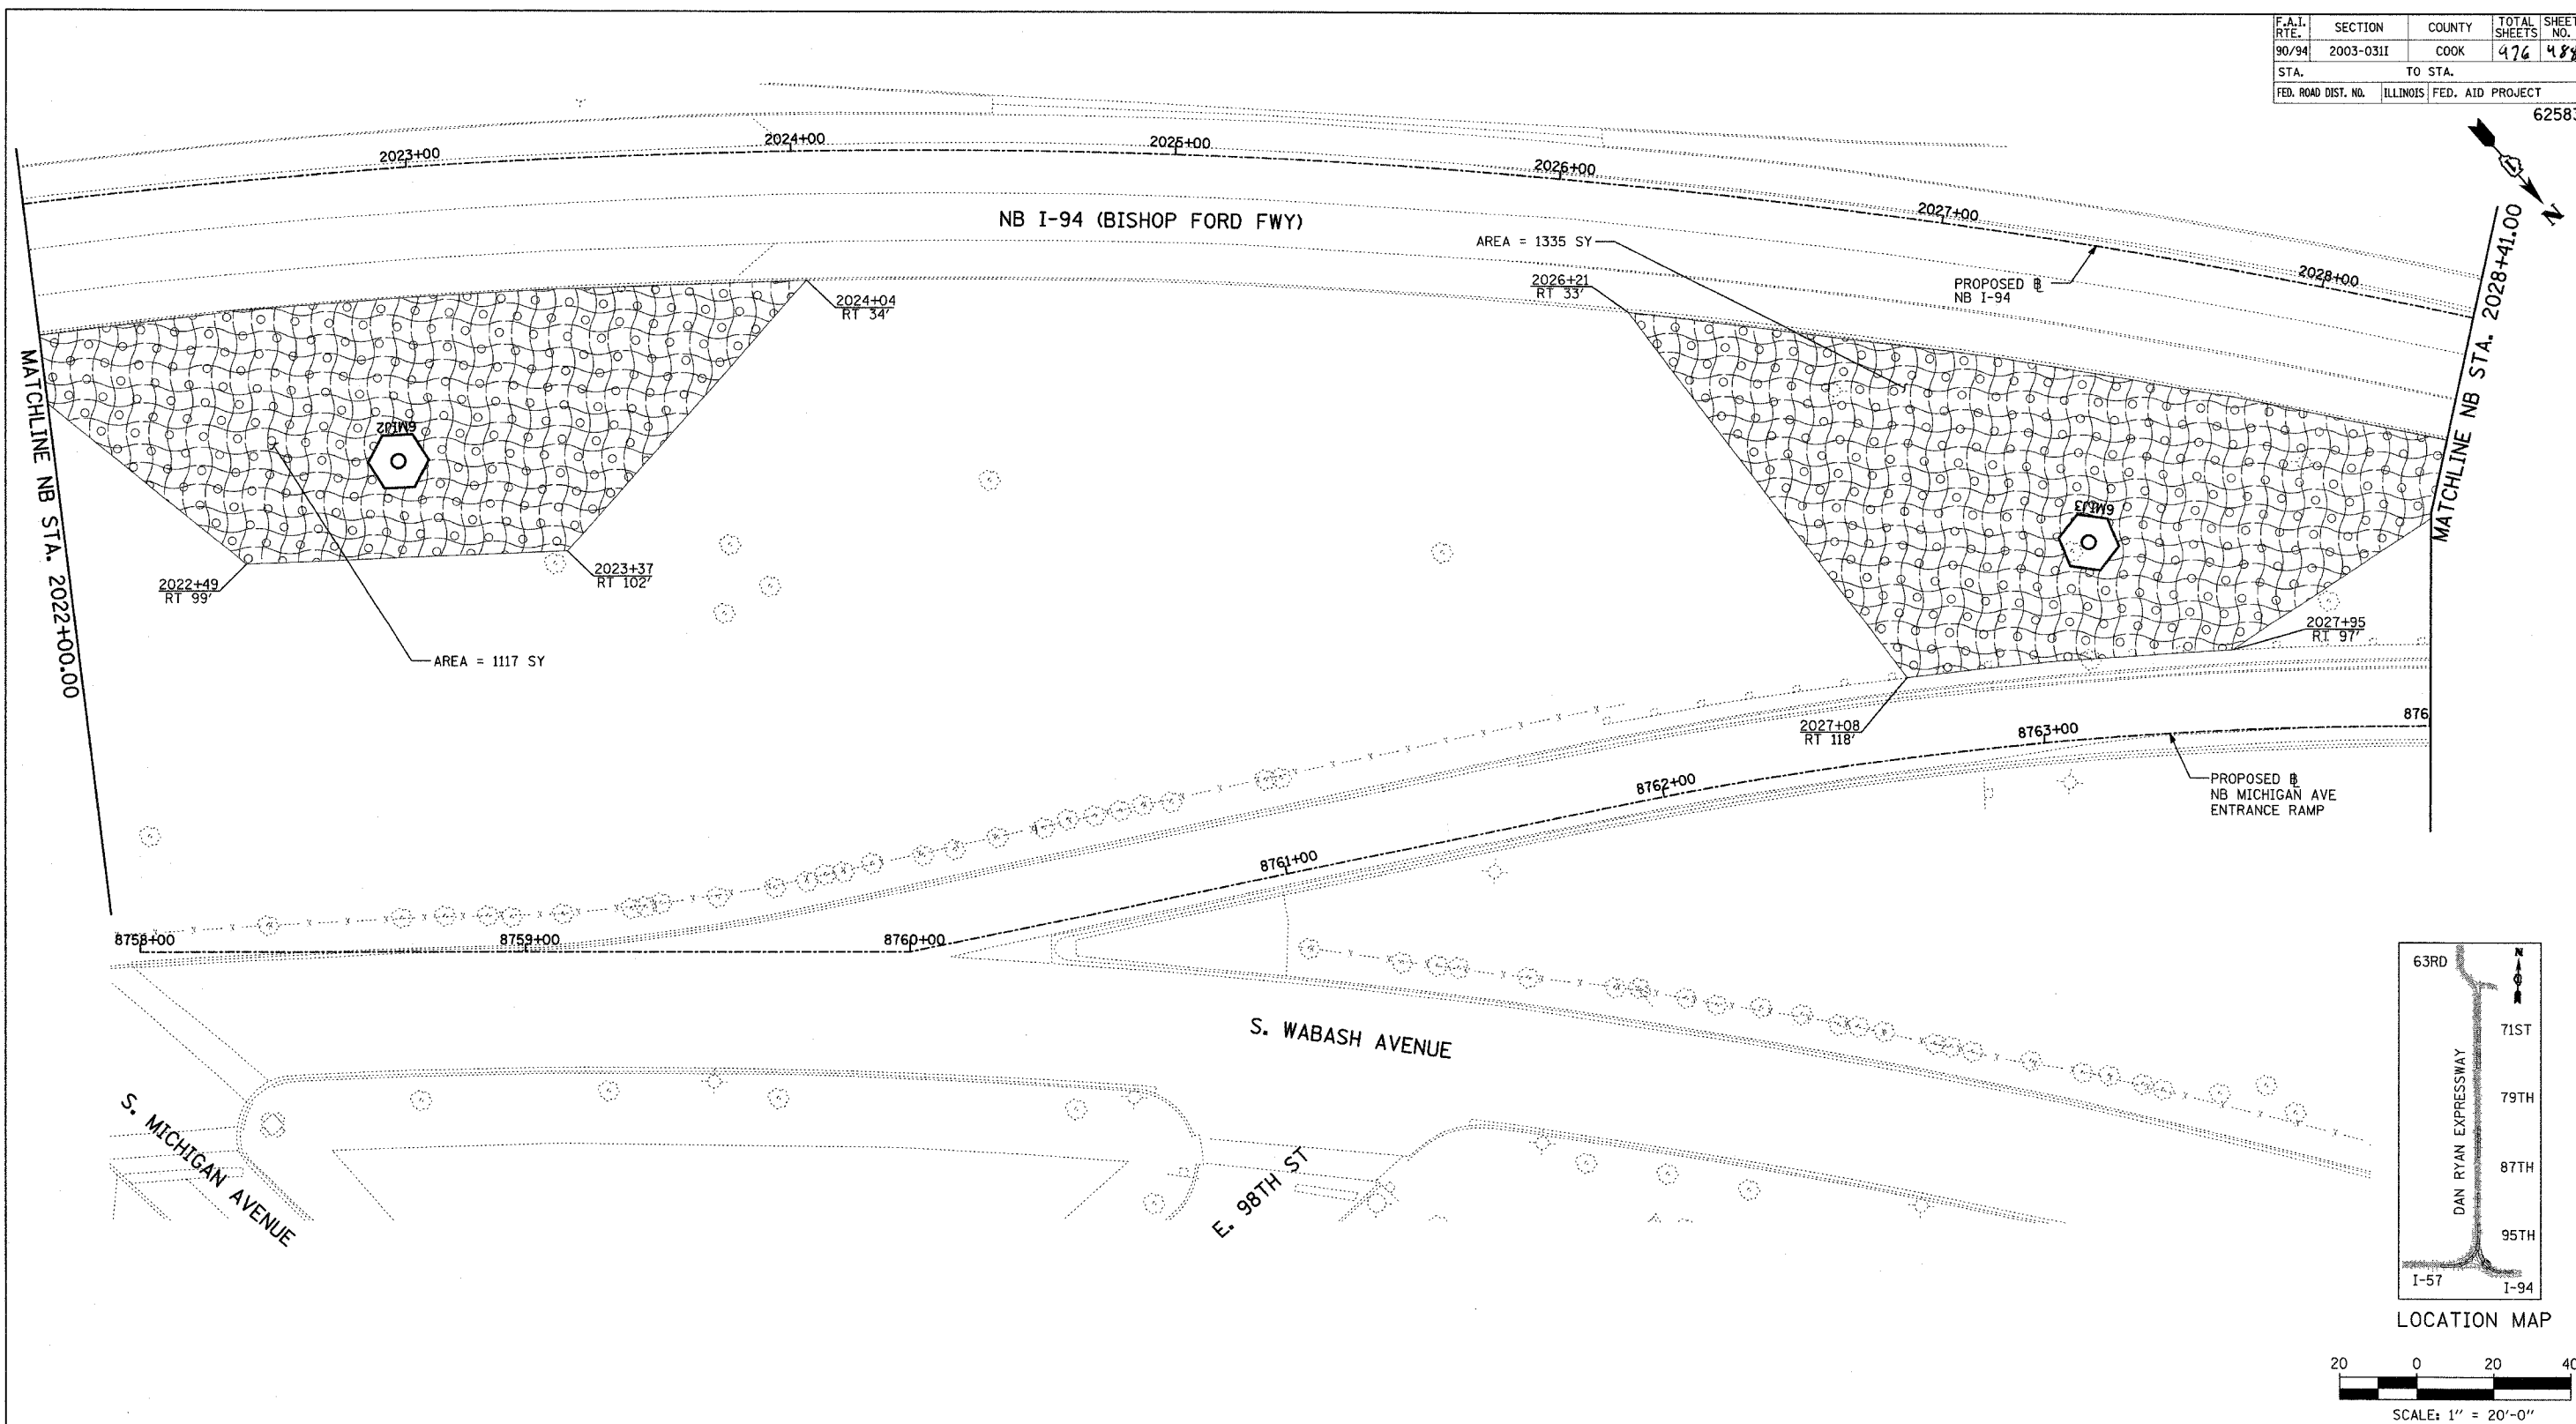 F.A.I. RTE. SECTION COUNTY TOTAL SHEETS SHEET NO.
90/94 2003-031I COOK 976 488
STA. TO STA.
FED. ROAD DIST. NO. ILLINOIS FED. AID PROJECT
62583
N
2023+00
2024+00
2025+00
2026+00
2027+00
2028+00
NB I-94 (BISHOP FORD FWY)
AREA = 1335 SY
PROPOSED ℄
NB I-94
2024+04
RT 34'
2026+21
RT 33'
MATCHLINE NB STA. 2022+00.00
MATCHLINE NB STA. 2028+41.00
6MIJ2
6MIJ3
2022+49
RT 99'
2023+37
RT 102'
AREA = 1117 SY
2027+95
RT 97'
2027+08
RT 118'
8758+00
8759+00
8760+00
8761+00
8762+00
8763+00
876
PROPOSED ℄
NB MICHIGAN AVE
ENTRANCE RAMP
S. WABASH AVENUE
S. MICHIGAN AVENUE
E. 98TH ST
63RD
N
71ST
79TH
87TH
95TH
DAN RYAN EXPRESSWAY
I-57
I-94
LOCATION MAP
20 0 20 40
SCALE: 1" = 20'-0"